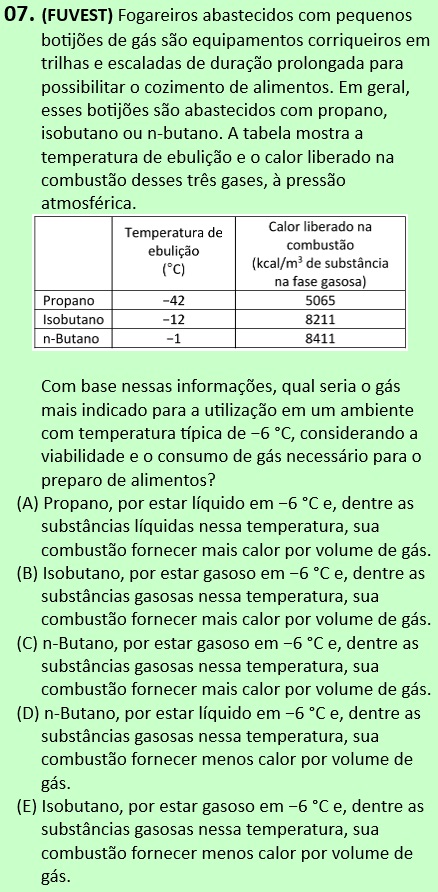 07. (FUVEST) Fogareiros abastecidos com pequenos
botijões de gás são equipamentos corriqueiros em
trilhas e escaladas de duração prolongada para
possibilitar o cozimento de alimentos. Em geral,
esses botijões são abastecidos com propano,
isobutano ou n-butano. A tabela mostra a
temperatura de ebulição e o calor liberado na
combustão desses três gases, à pressão
atmosférica.
Temperatura de
ebulição
(°C)
Calor liberado na
combustão
(kcal/m³ de substância
na fase gasosa)
Propano −42 5065
Isobutano −12 8211
n-Butano −1 8411
Com base nessas informações, qual seria o gás
mais indicado para a utilização em um ambiente
com temperatura típica de −6 °C, considerando a
viabilidade e o consumo de gás necessário para o
preparo de alimentos?
(A) Propano, por estar líquido em −6 °C e, dentre as
substâncias líquidas nessa temperatura, sua
combustão fornecer mais calor por volume de gás.
(B) Isobutano, por estar gasoso em −6 °C e, dentre as
substâncias gasosas nessa temperatura, sua
combustão fornecer mais calor por volume de gás.
(C) n-Butano, por estar gasoso em −6 °C e, dentre as
substâncias gasosas nessa temperatura, sua
combustão fornecer mais calor por volume de gás.
(D) n-Butano, por estar líquido em −6 °C e, dentre as
substâncias gasosas nessa temperatura, sua
combustão fornecer menos calor por volume de
gás.
(E) Isobutano, por estar gasoso em −6 °C e, dentre as
substâncias gasosas nessa temperatura, sua
combustão fornecer menos calor por volume de
gás.